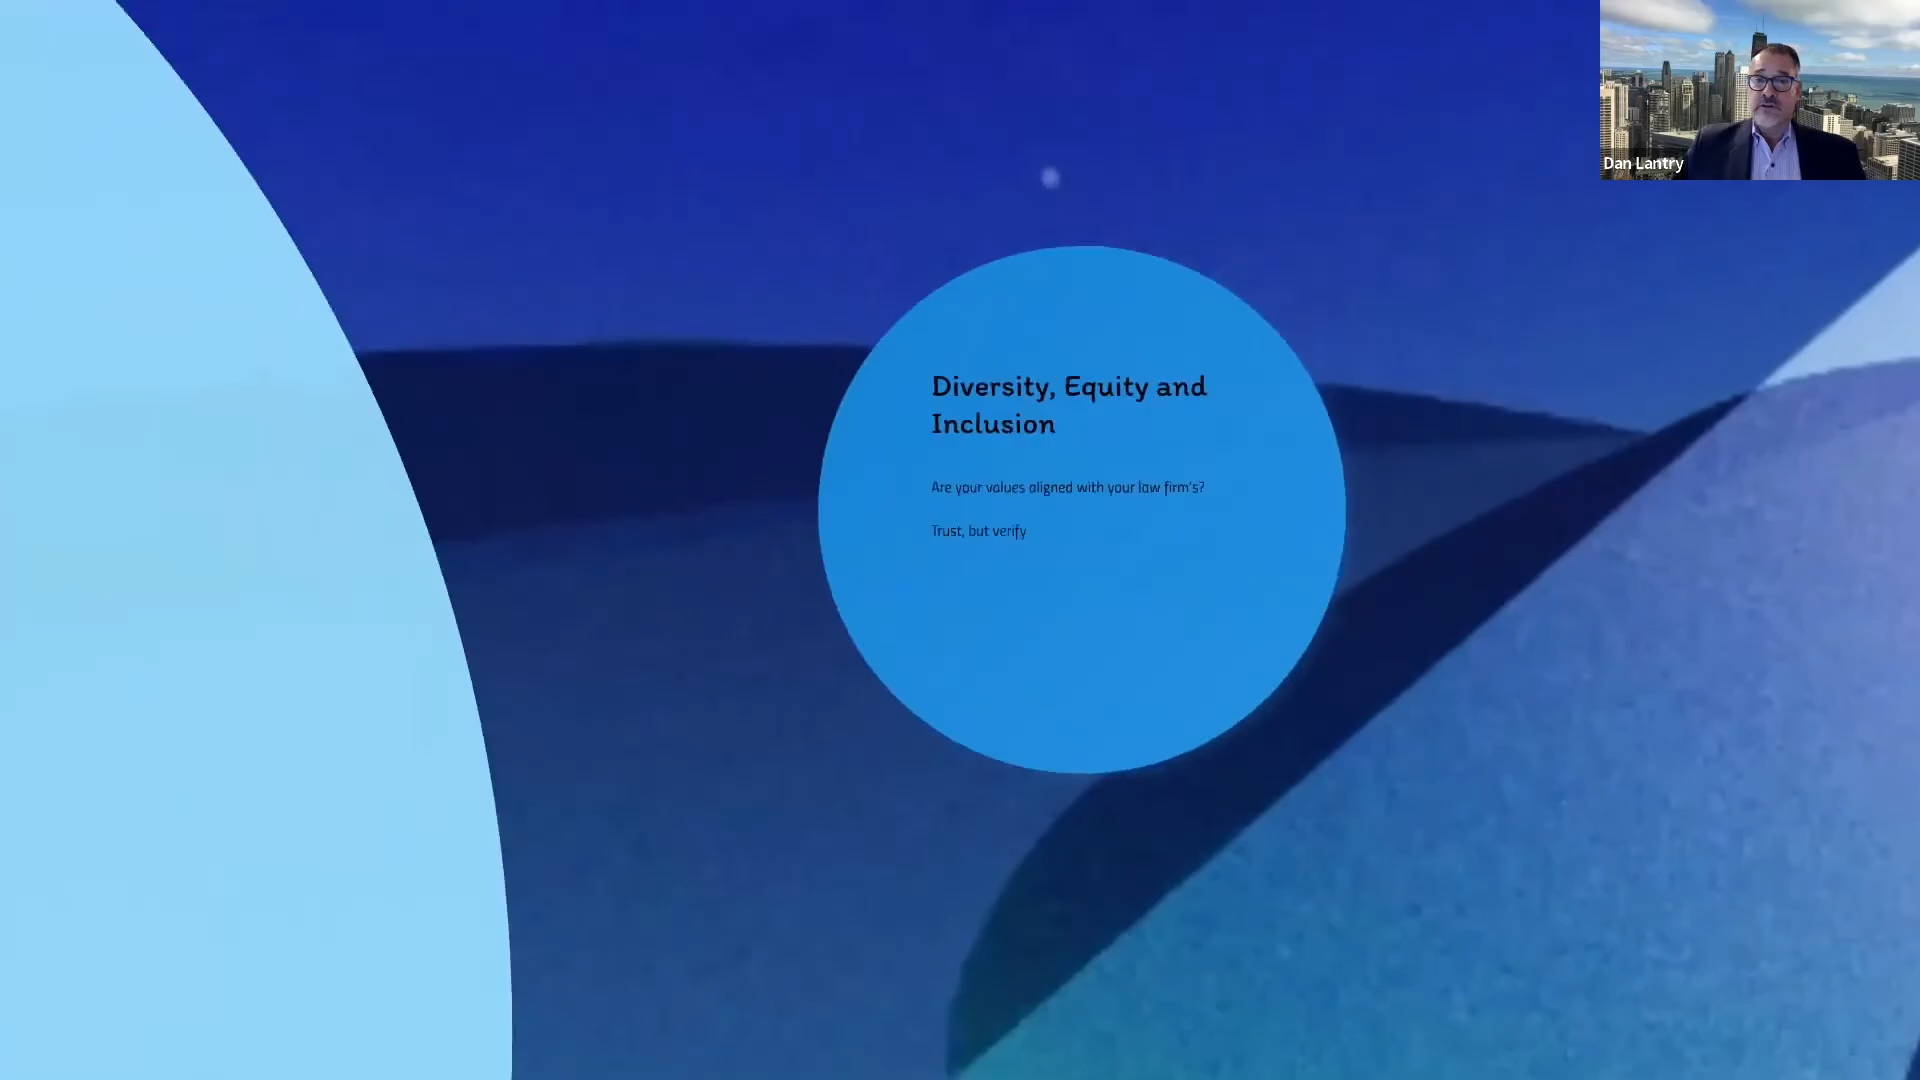 Diversity, Equity and
Inclusion
Are your values aligned with your law firm's?
Trust, but verify
Dan Lantry